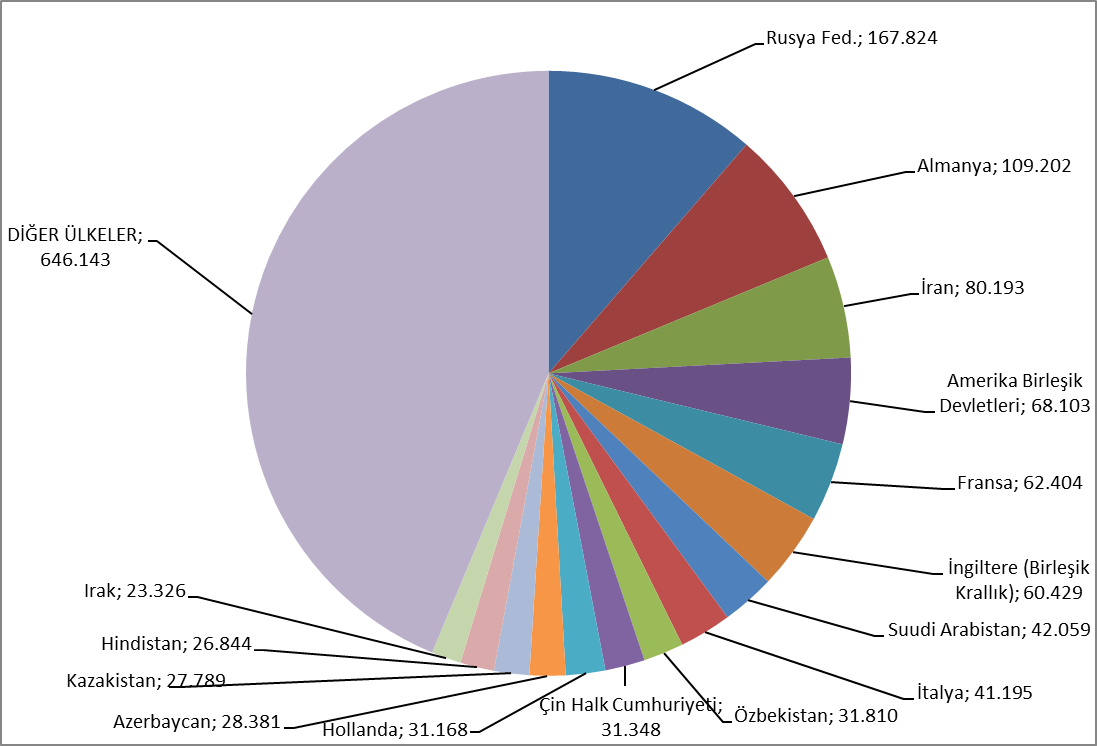 Rusya Fed.; 167.824
Almanya; 109.202
İran; 80.193
Amerika Birleşik
Devletleri; 68.103
Fransa; 62.404
İngiltere (Birleşik
Krallık); 60.429
Suudi Arabistan; 42.059
İtalya; 41.195
Özbekistan; 31.810
Çin Halk Cumhuriyeti;
31.348
Hollanda; 31.168
Azerbaycan; 28.381
Kazakistan; 27.789
Hindistan; 26.844
Irak; 23.326
DİĞER ÜLKELER;
646.143